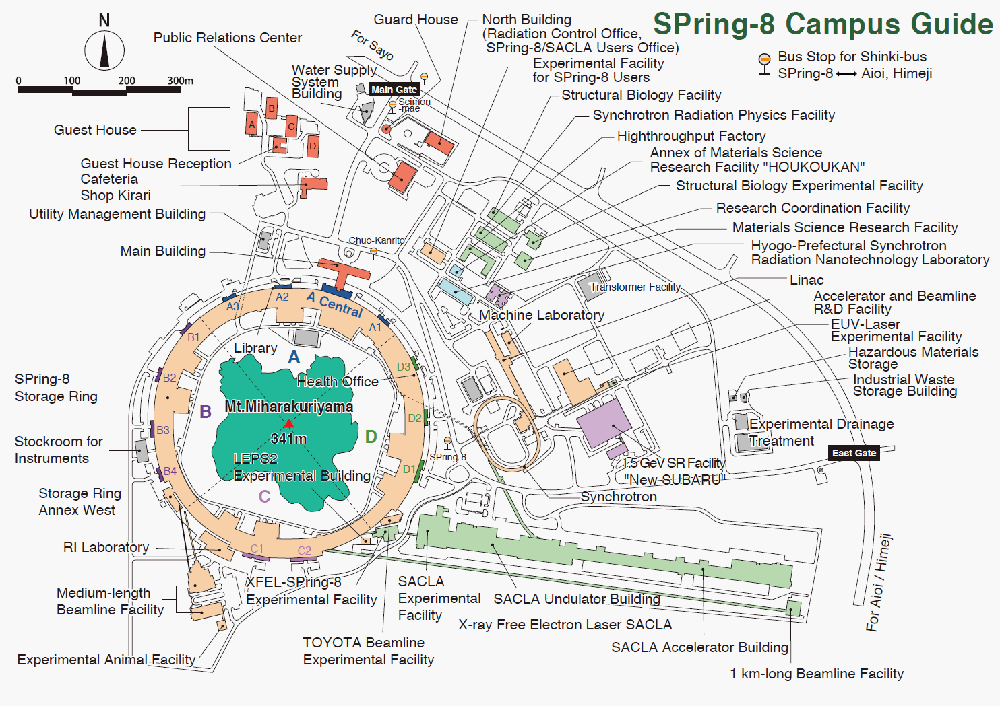 SPring-8 Campus Guide
N
0 100 200 300m
Bus Stop for Shinki-bus
SPring-8 ⟷ Aioi, Himeji
Guard House
North Building
(Radiation Control Office,
SPring-8/SACLA Users Office)
Public Relations Center
For Sayo
Experimental Facility
for SPring-8 Users
Water Supply
System
Building
Main Gate
Seimon
-mae
Structural Biology Facility
Synchrotron Radiation Physics Facility
Highthroughput Factory
Annex of Materials Science
Research Facility "HOUKOUKAN"
Structural Biology Experimental Facility
Research Coordination Facility
Materials Science Research Facility
Hyogo-Prefectural Synchrotron
Radiation Nanotechnology Laboratory
Linac
Accelerator and Beamline
R&D Facility
EUV-Laser
Experimental Facility
Hazardous Materials
Storage
Industrial Waste
Storage Building
Experimental Drainage
Treatment
East Gate
Guest House
A
B
C
D
Guest House Reception
Cafeteria
Shop Kirari
Utility Management Building
Main Building
Chuo-Kanrito
Transformer Facility
Machine Laboratory
A3
A2
A Central
A1
B1
Library
A
SPring-8
Storage Ring
B2
Health Office
D3
B
Mt.Miharakuriyama
341m
D
D2
B3
Stockroom for
Instruments
LEPS2
Experimental Building
B4
C
D1
SPring-8
1.5 GeV SR Facility
"New SUBARU"
Synchrotron
Storage Ring
Annex West
RI Laboratory
C1
C2
Medium-length
Beamline Facility
XFEL-SPring-8
Experimental Facility
SACLA
Experimental
Facility
SACLA Undulator Building
X-ray Free Electron Laser SACLA
TOYOTA Beamline
Experimental Facility
SACLA Accelerator Building
Experimental Animal Facility
1 km-long Beamline Facility
For Aioi / Himeji